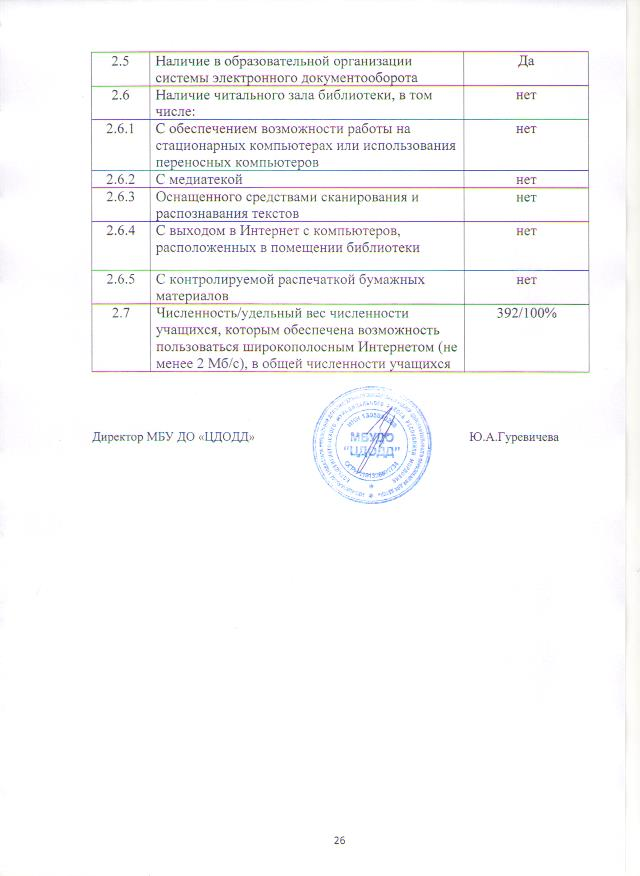 2.5 Наличие в образовательной организации Да
системы электронного документооборота
2.6 Наличие читального зала библиотеки, в том нет
числе:
2.6.1 С обеспечением возможности работы на нет
стационарных компьютерах или использования
переносных компьютеров
2.6.2 С медиатекой нет
2.6.3 Оснащенного средствами сканирования и нет
распознавания текстов
2.6.4 С выходом в Интернет с компьютеров, нет
расположенных в помещении библиотеки
2.6.5 С контролируемой распечаткой бумажных нет
материалов
2.7 Численность/удельный вес численности 392/100%
учащихся, которым обеспечена возможность
пользоваться широкополосным Интернетом (не
менее 2 Мб/с), в общей численности учащихся
Директор МБУ ДО «ЦДОДД» Ю.А.Гуревичева
МБУДО
"ЦДОДД"
26